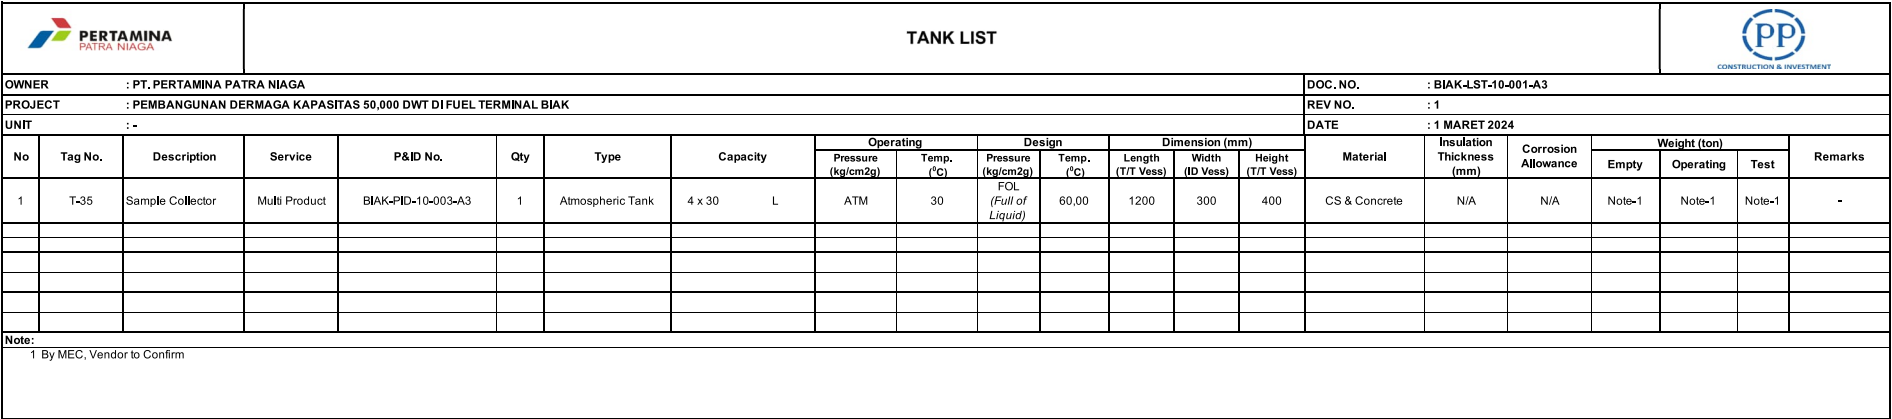 PERTAMINA
PATRA NIAGA
TANK LIST
PP
CONSTRUCTION & INVESTMENT
OWNER : PT. PERTAMINA PATRA NIAGA DOC. NO. : BIAK-LST-10-001-A3
PROJECT : PEMBANGUNAN DERMAGA KAPASITAS 50,000 DWT DI FUEL TERMINAL BIAK REV NO. : 1
UNIT : - DATE : 1 MARET 2024
No Tag No. Description Service P&ID No. Qty Type Capacity Operating Design Dimension (mm) Material Insulation Thickness (mm) Corrosion Allowance Weight (ton) Remarks
Pressure (kg/cm2g) Temp. (⁰C) Pressure (kg/cm2g) Temp. (⁰C) Length (T/T Vess) Width (ID Vess) Height (T/T Vess) Empty Operating Test
1 T-35 Sample Collector Multi Product BIAK-PID-10-003-A3 1 Atmospheric Tank 4 x 30 L ATM 30 FOL (Full of Liquid) 60,00 1200 300 400 CS & Concrete N/A N/A Note-1 Note-1 Note-1 -
Note:
1 By MEC, Vendor to Confirm